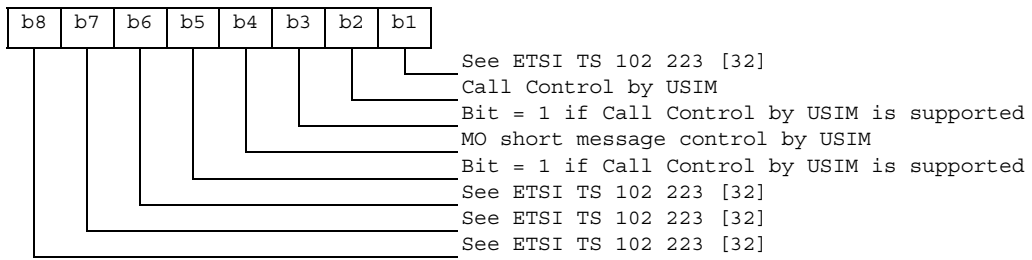 b8 b7 b6 b5 b4 b3 b2 b1
See ETSI TS 102 223 [32]
Call Control by USIM
Bit = 1 if Call Control by USIM is supported
MO short message control by USIM
Bit = 1 if Call Control by USIM is supported
See ETSI TS 102 223 [32]
See ETSI TS 102 223 [32]
See ETSI TS 102 223 [32]